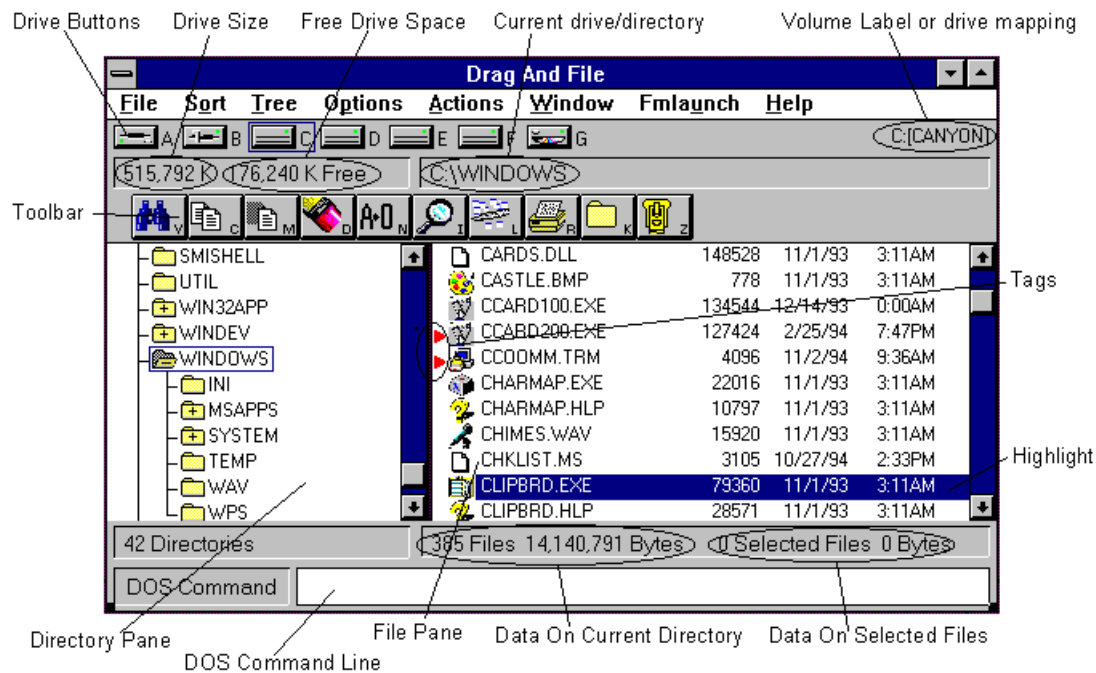 Drive Buttons Drive Size Free Drive Space Current drive/directory Volume Label or drive mapping
Drag And File
File Sort Tree Options Actions Window Fmlaunch Help
A B C D E F G C:[CANYON]
515,792 K 176,240 K Free C:\WINDOWS
Toolbar
V C M D A O N I L R K Z
SMISHELL
UTIL
WIN32APP
WINDEV
WINDOWS
INI
MSAPPS
SYSTEM
TEMP
WAV
WPS
CARDS.DLL 148528 11/1/93 3:11AM
CASTLE.BMP 778 11/1/93 3:11AM
CCARD100.EXE 134544 12/14/93 0:00AM
CCARD200.EXE 127424 2/25/94 7:47PM
CCOOMM.TRM 4096 11/2/94 9:36AM
CHARMAP.EXE 22016 11/1/93 3:11AM
CHARMAP.HLP 10797 11/1/93 3:11AM
CHIMES.WAV 15920 11/1/93 3:11AM
CHKLIST.MS 3105 10/27/94 2:33PM
CLIPBRD.EXE 79360 11/1/93 3:11AM
CLIPBRD.HLP 28571 11/1/93 3:11AM
Tags
Highlight
42 Directories 385 Files 14,140,791 Bytes 0 Selected Files 0 Bytes
DOS Command
Directory Pane File Pane Data On Current Directory Data On Selected Files
DOS Command Line